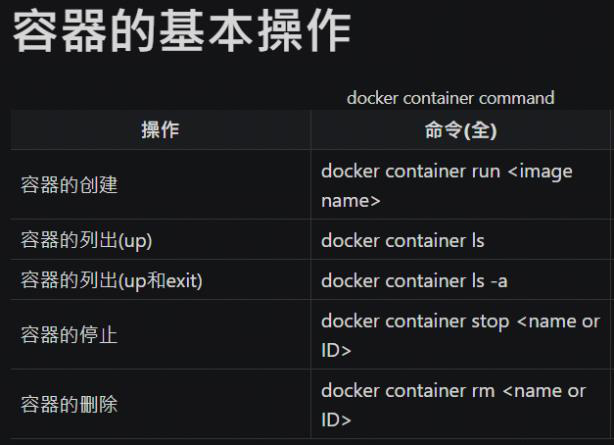 容器的基本操作
docker container command
操作
命令(全)
容器的创建
docker container run <image
name>
容器的列出(up)
docker container ls
容器的列出(up和exit)
docker container ls -a
容器的停止
docker container stop <name or
ID>
容器的删除
docker container rm <name or
ID>